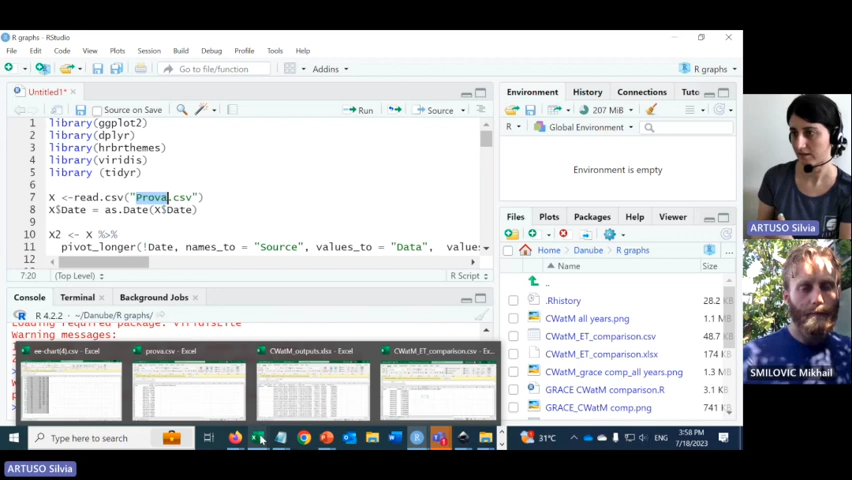 R graphs - RStudio
File Edit Code View Plots Session Build Debug Profile Tools Help
Go to file/function Addins R graphs
Untitled1*
Source on Save Run Source
1 library(ggplot2)
2 library(dplyr)
3 library(hrbrthemes)
4 library(viridis)
5 library (tidyr)
6
7 X <-read.csv("Prova.csv")
8 X$Date = as.Date(X$Date)
9
10 X2 <- X %>%
11 pivot_longer(!Date, names_to = "Source", values_to = "Data", values
12
7:20 (Top Level) R Script
Console Terminal Background Jobs
R 4.2.2 · ~/Danube/R graphs/
Warning messages:
ee-chart(4).csv - Excel
prova.csv - Excel
CWatM_outputs.xlsx - Excel
CWatM_ET_comparison.csv - Ex...
Environment History Connections Tuto
207 MiB
R Global Environment
Environment is empty
Files Plots Packages Help Viewer
Home Danube R graphs ...
Name Size
..
.Rhistory 28.2 KB
CWatM all years.png
CWatM_ET_comparison.csv 48.7 KB
CWatM_ET_comparison.xlsx 174 KB
CWatM_grace comp_all years.png 1.3 MB
GRACE CWatM comparison.R 3.1 KB
GRACE_CWatM comp.png 741 KB
Type here to search
31°C
ENG
3:58 PM
7/18/2023
ARTUSO Silvia
SMILOVIC Mikhail
ARTUSO Silvia